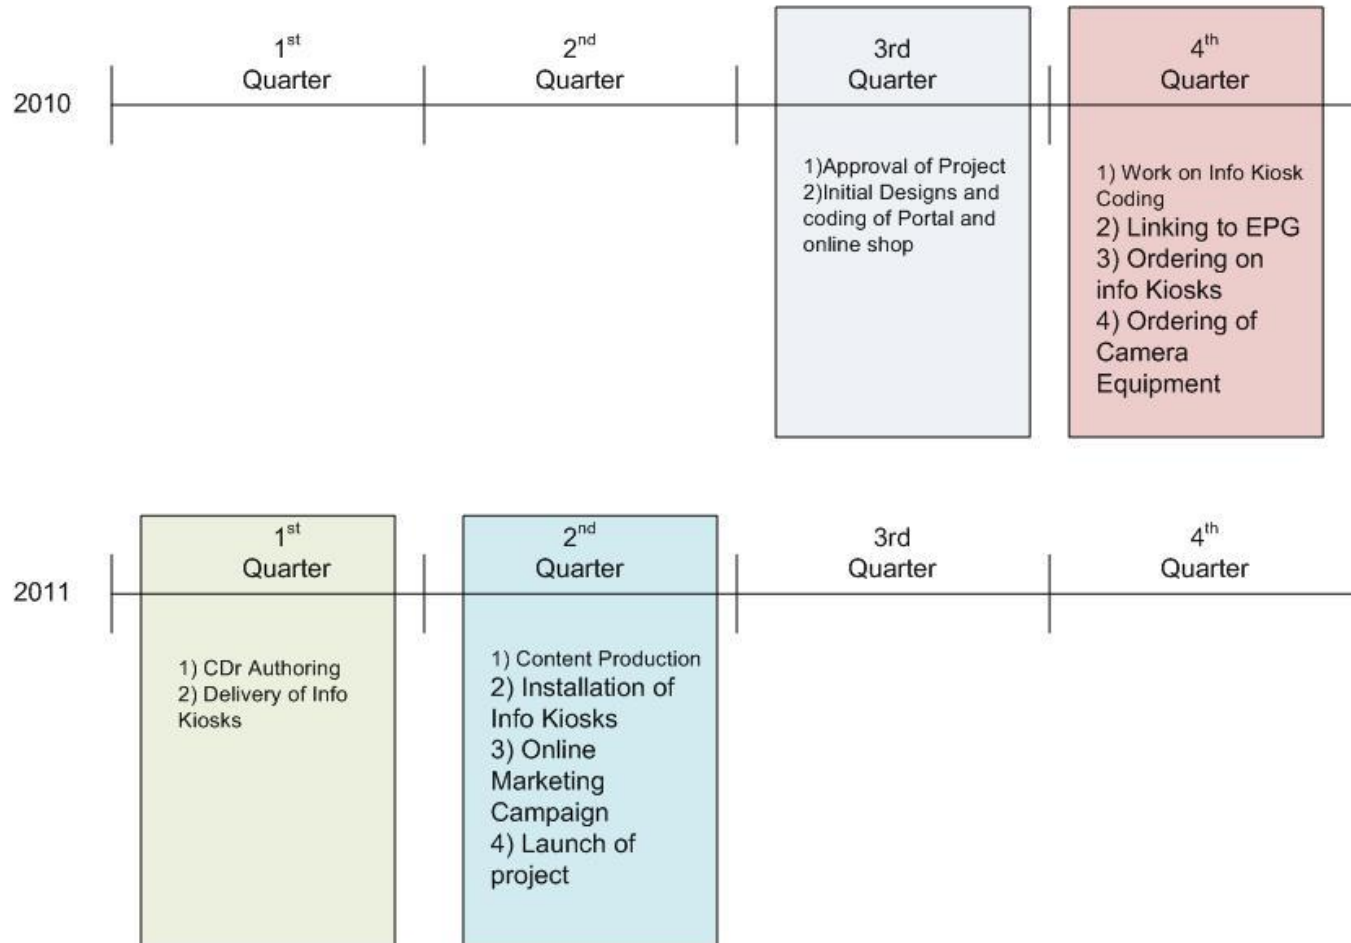 1st
Quarter
2nd
Quarter
3rd
Quarter
4th
Quarter
2010
1)Approval of Project
2)Initial Designs and
coding of Portal and
online shop
1) Work on Info Kiosk
Coding
2) Linking to EPG
3) Ordering on
info Kiosks
4) Ordering of
Camera
Equipment
1st
Quarter
2nd
Quarter
3rd
Quarter
4th
Quarter
2011
1) CDr Authoring
2) Delivery of Info
Kiosks
1) Content Production
2) Installation of
Info Kiosks
3) Online
Marketing
Campaign
4) Launch of
project